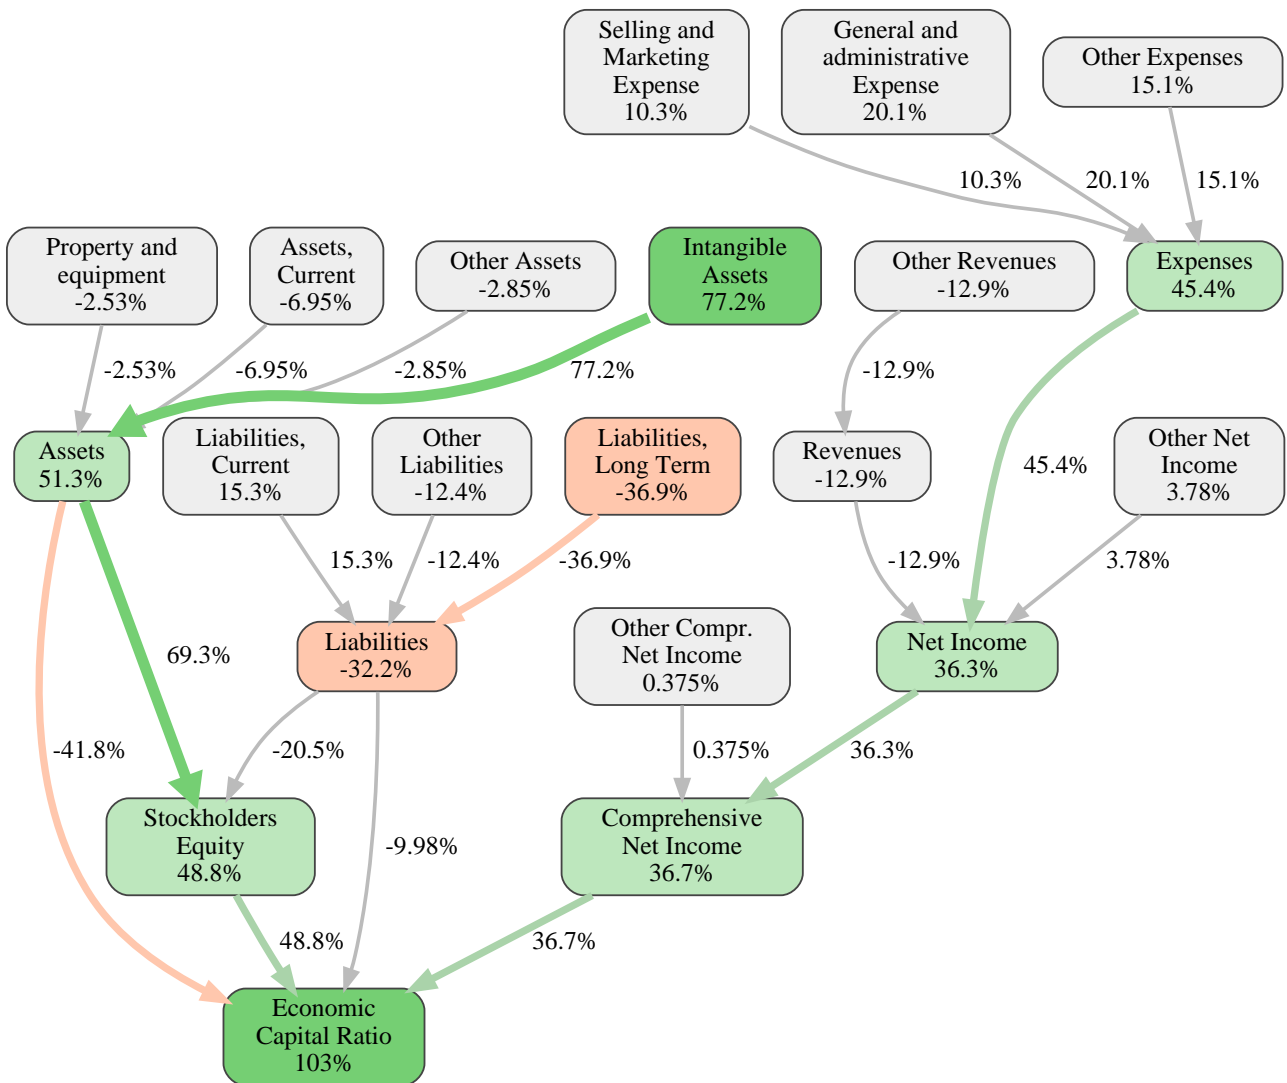 Selling and
Marketing
Expense
10.3%
General and
administrative
Expense
20.1%
Other Expenses
15.1%
10.3%
20.1%
15.1%
Property and
equipment
-2.53%
Assets,
Current
-6.95%
Other Assets
-2.85%
Intangible
Assets
77.2%
Other Revenues
-12.9%
Expenses
45.4%
-2.53%
-6.95%
-2.85%
77.2%
-12.9%
Assets
51.3%
Liabilities,
Current
15.3%
Other
Liabilities
-12.4%
Liabilities,
Long Term
-36.9%
Revenues
-12.9%
45.4%
Other Net
Income
3.78%
15.3%
-12.4%
-36.9%
-12.9%
3.78%
69.3%
Liabilities
-32.2%
Other Compr.
Net Income
0.375%
Net Income
36.3%
-41.8%
-20.5%
0.375%
36.3%
Stockholders
Equity
48.8%
-9.98%
Comprehensive
Net Income
36.7%
48.8%
36.7%
Economic
Capital Ratio
103%